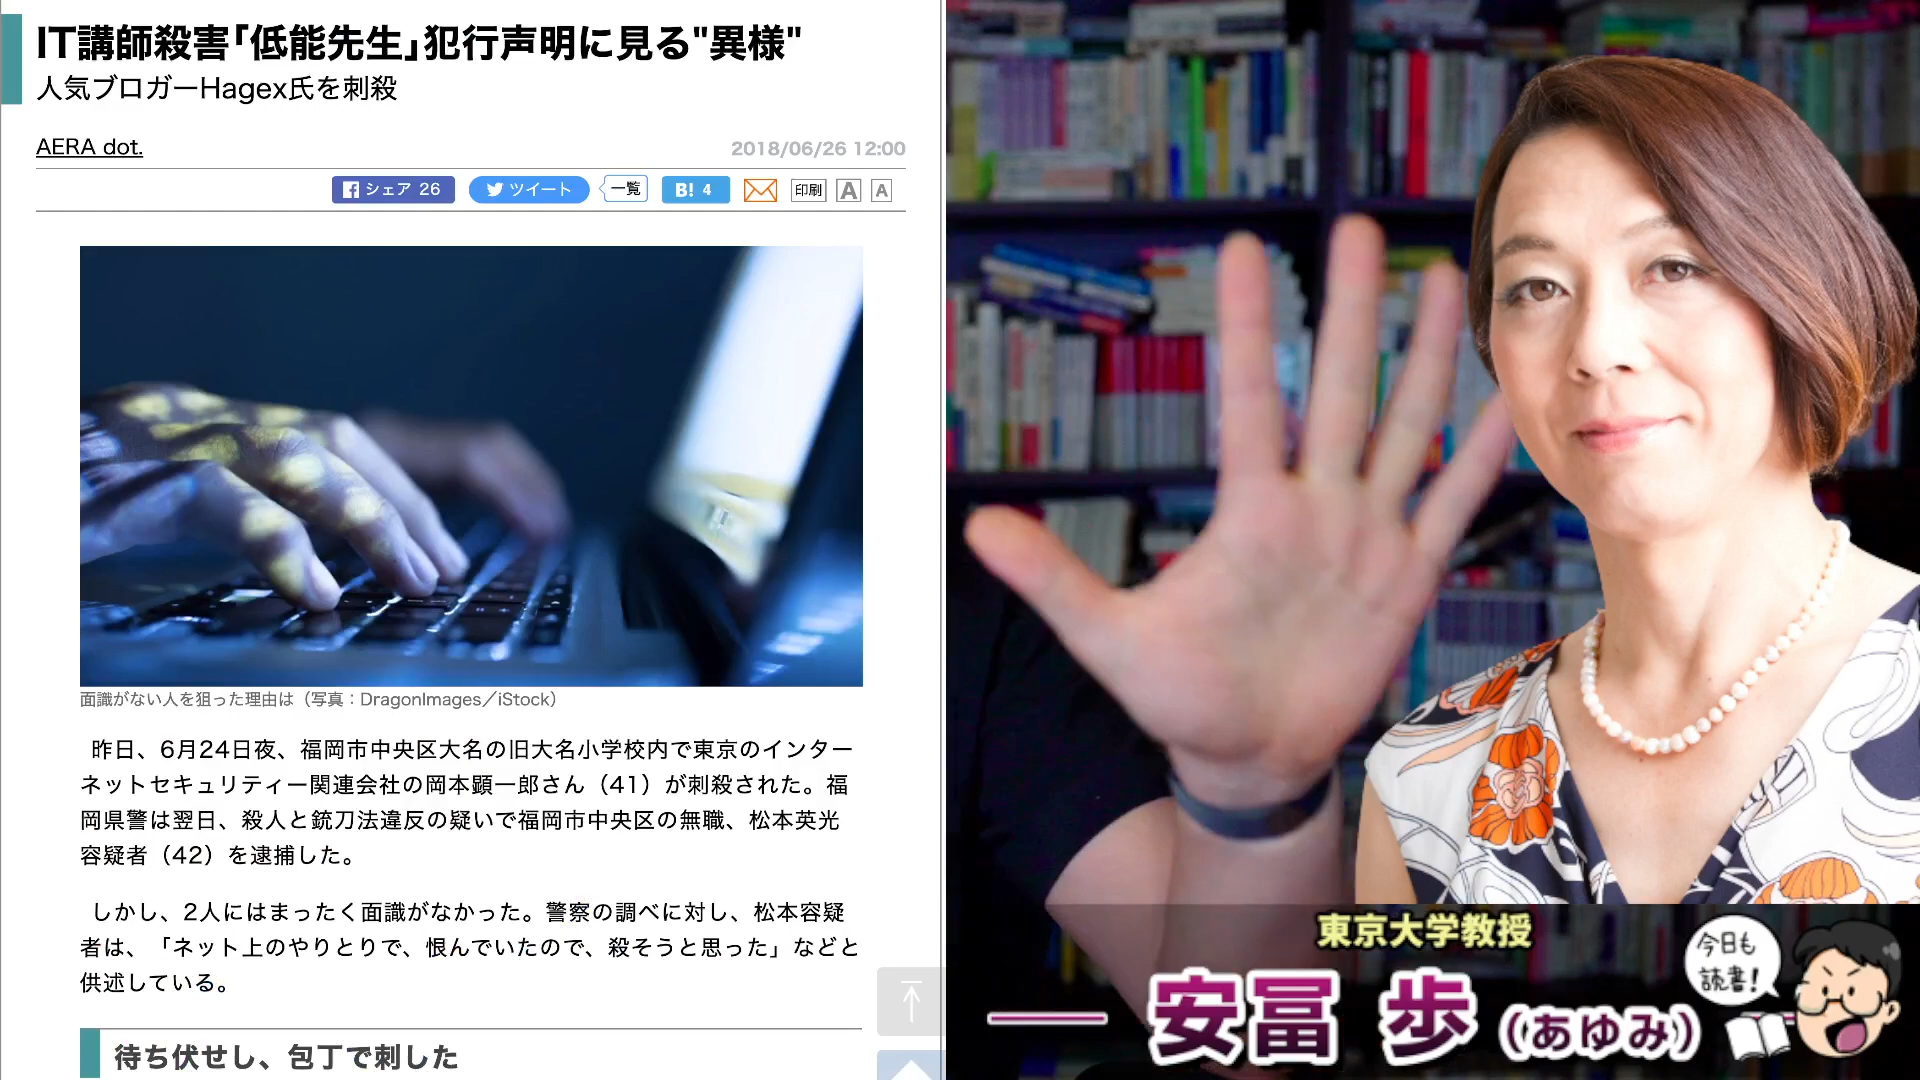 IT講師殺害｢低能先生｣犯行声明に見る"異様"
人気ブロガーHagex氏を刺殺
AERA dot.
2018/06/26 12:00
シェア 26
ツイート
一覧
B! 4
印刷
A
A
面識がない人を狙った理由は（写真：DragonImages／iStock）
昨日、6月24日夜、福岡市中央区大名の旧大名小学校内で東京のインター
ネットセキュリティー関連会社の岡本顕一郎さん（41）が刺殺された。福
岡県警は翌日、殺人と銃刀法違反の疑いで福岡市中央区の無職、松本英光
容疑者（42）を逮捕した。
しかし、2人にはまったく面識がなかった。警察の調べに対し、松本容疑
者は、「ネット上のやりとりで、恨んでいたので、殺そうと思った」などと
供述している。
待ち伏せし、包丁で刺した
東京大学教授
安冨 歩 (あゆみ)
今日も
読書!